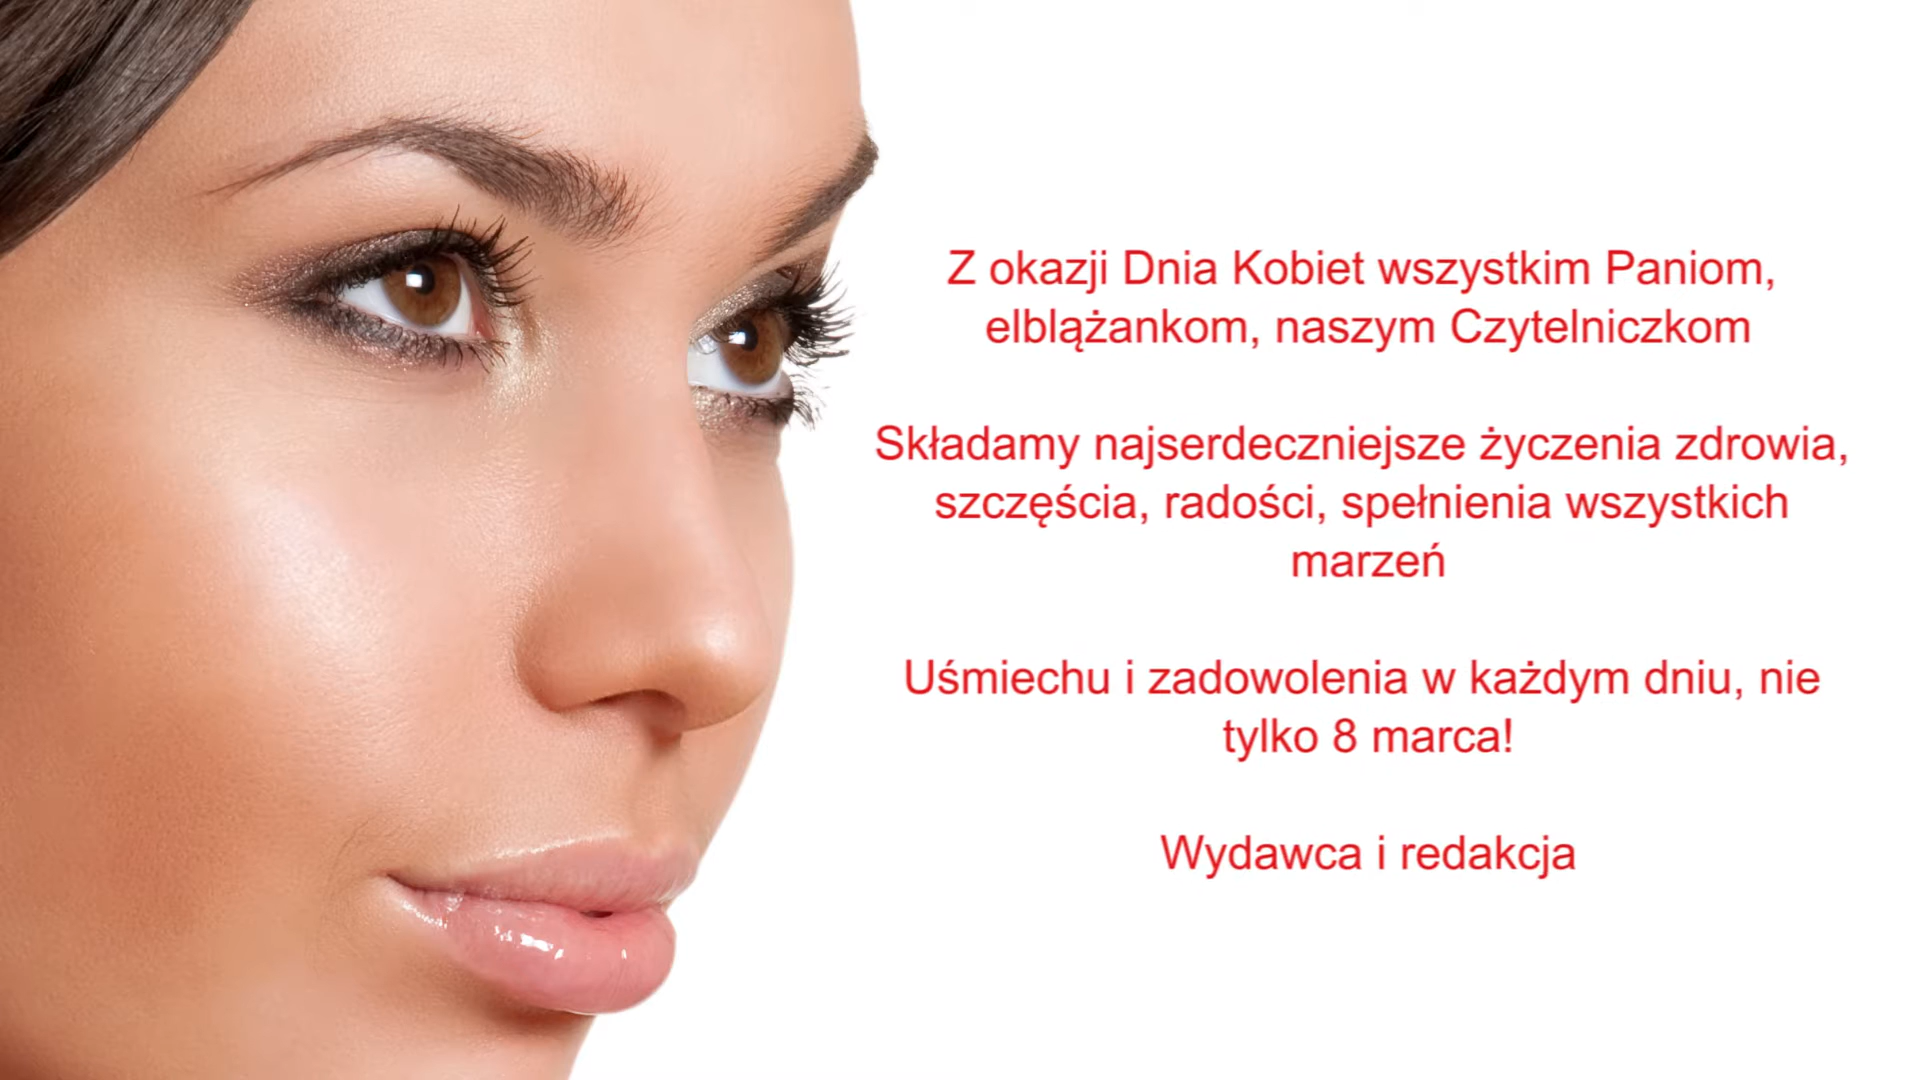 Z okazji Dnia Kobiet wszystkim Paniom,
elblążankom, naszym Czytelniczkom
Składamy najserdeczniejsze życzenia zdrowia,
szczęścia, radości, spełnienia wszystkich
marzeń
Uśmiechu i zadowolenia w każdym dniu, nie
tylko 8 marca!
Wydawca i redakcja